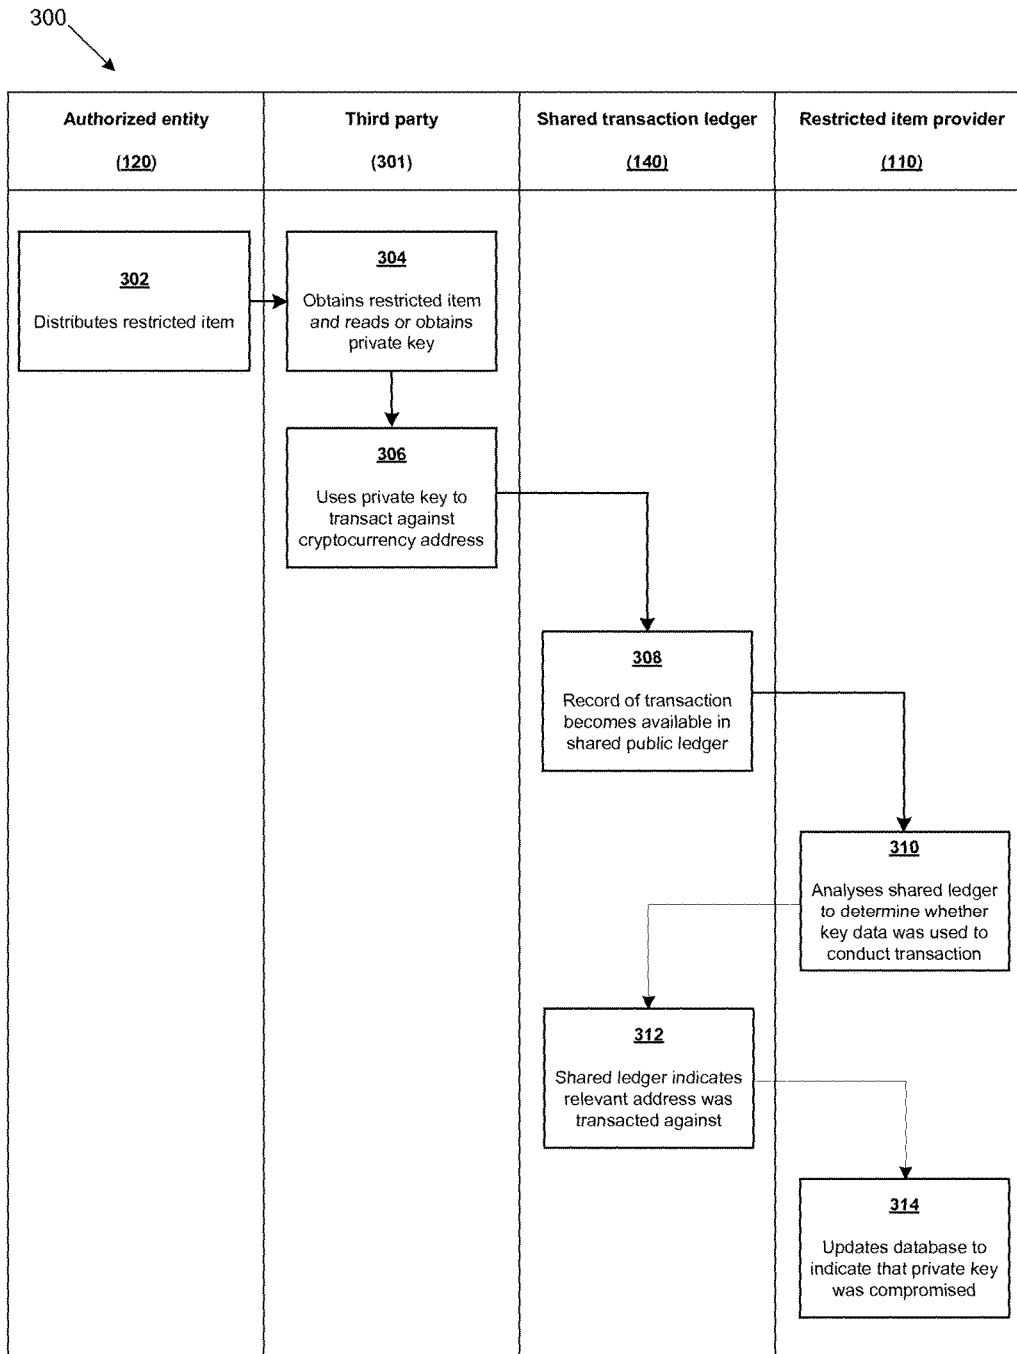 300
Authorized entity
(120)
Third party
(301)
Shared transaction ledger
(140)
Restricted item provider
(110)
302
Distributes restricted item
304
Obtains restricted item
and reads or obtains
private key
306
Uses private key to
transact against
cryptocurrency address
308
Record of transaction
becomes available in
shared public ledger
310
Analyses shared ledger
to determine whether
key data was used to
conduct transaction
312
Shared ledger indicates
relevant address was
transacted against
314
Updates database to
indicate that private key
was compromised